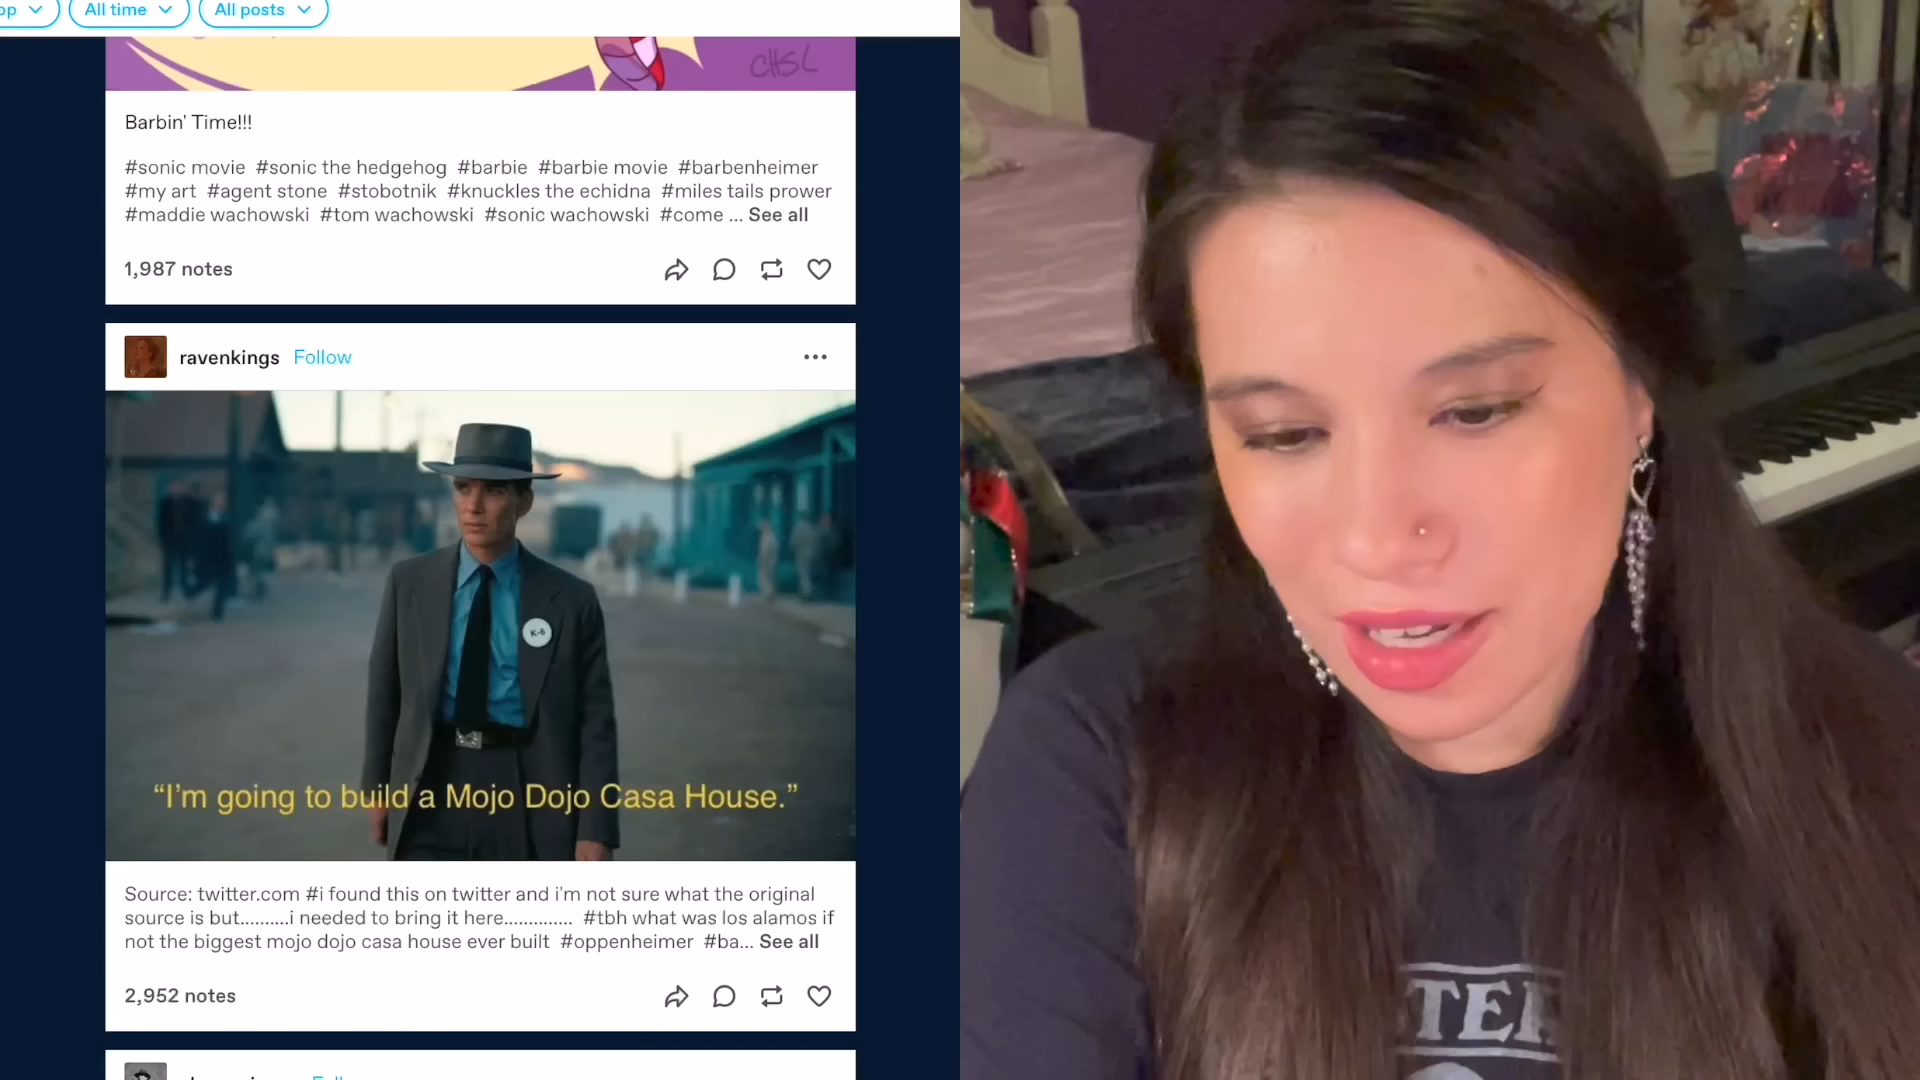 All time
All posts
CHSL
Barbin' Time!!!
#sonic movie #sonic the hedgehog #barbie #barbie movie #barbenheimer
#my art #agent stone #stobotnik #knuckles the echidna #miles tails prower
#maddie wachowski #tom wachowski #sonic wachowski #come ... See all
1,987 notes
ravenkings Follow
K-6
“I’m going to build a Mojo Dojo Casa House.”
Source: twitter.com #i found this on twitter and i'm not sure what the original
source is but..........i needed to bring it here.............. #tbh what was los alamos if
not the biggest mojo dojo casa house ever built #oppenheimer #ba... See all
2,952 notes
TER